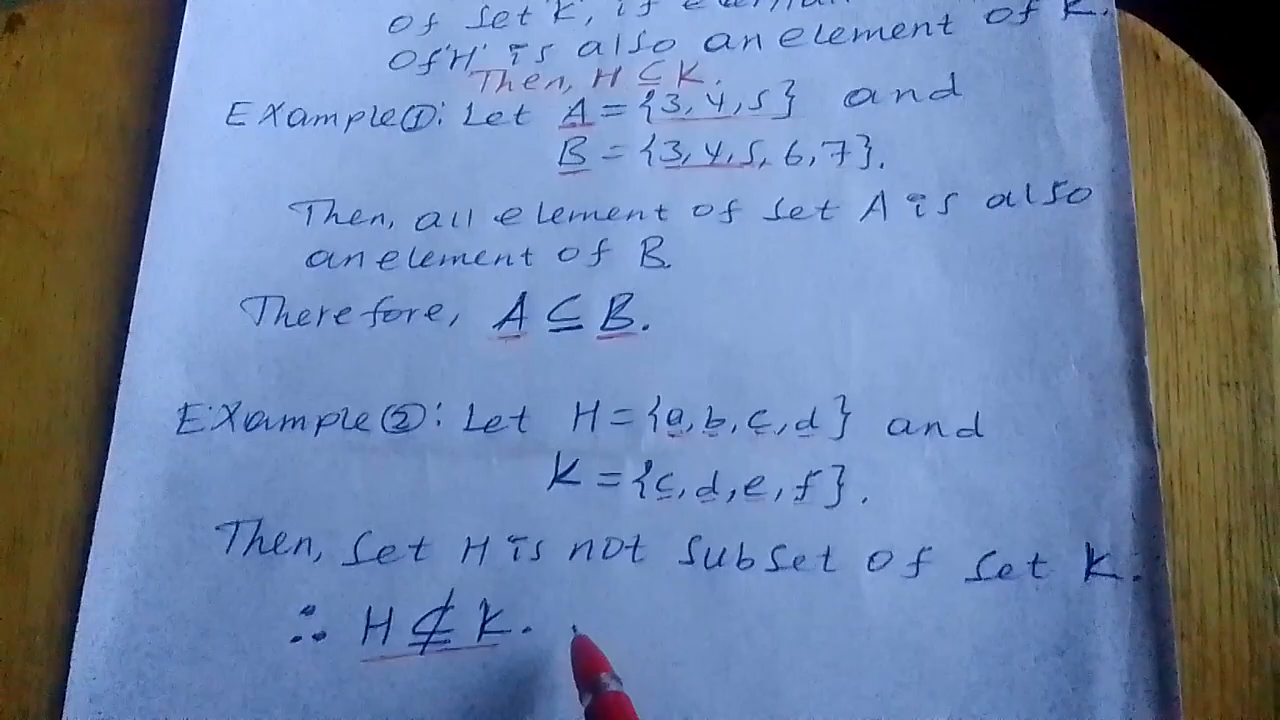 of set K, if
Of 'H' is also an element of K.
Then, H ⊆ K.
Example①: Let A = {3, 4, 5} and
B = {3, 4, 5, 6, 7}.
Then, all element of set A is also
an element of B
Therefore, A ⊆ B.
Example②: Let H = {a, b, c, d} and
K = {c, d, e, f}.
Then, set H is not subset of set K.
∴ H ⊈ K.